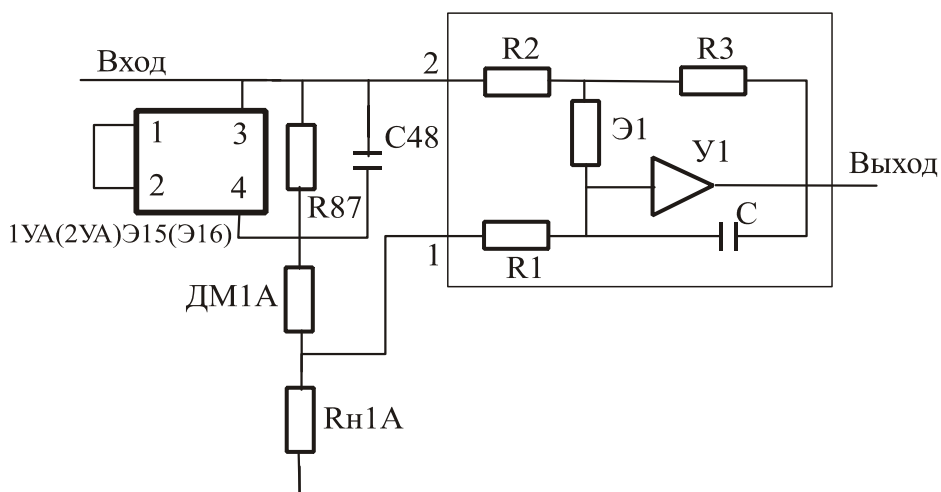 Вход
2
R2
R3
1
3
Э1
С48
У1
Выход
2
4
R87
С
1УА(2УА)Э15(Э16)
1
R1
ДМ1А
Rн1А